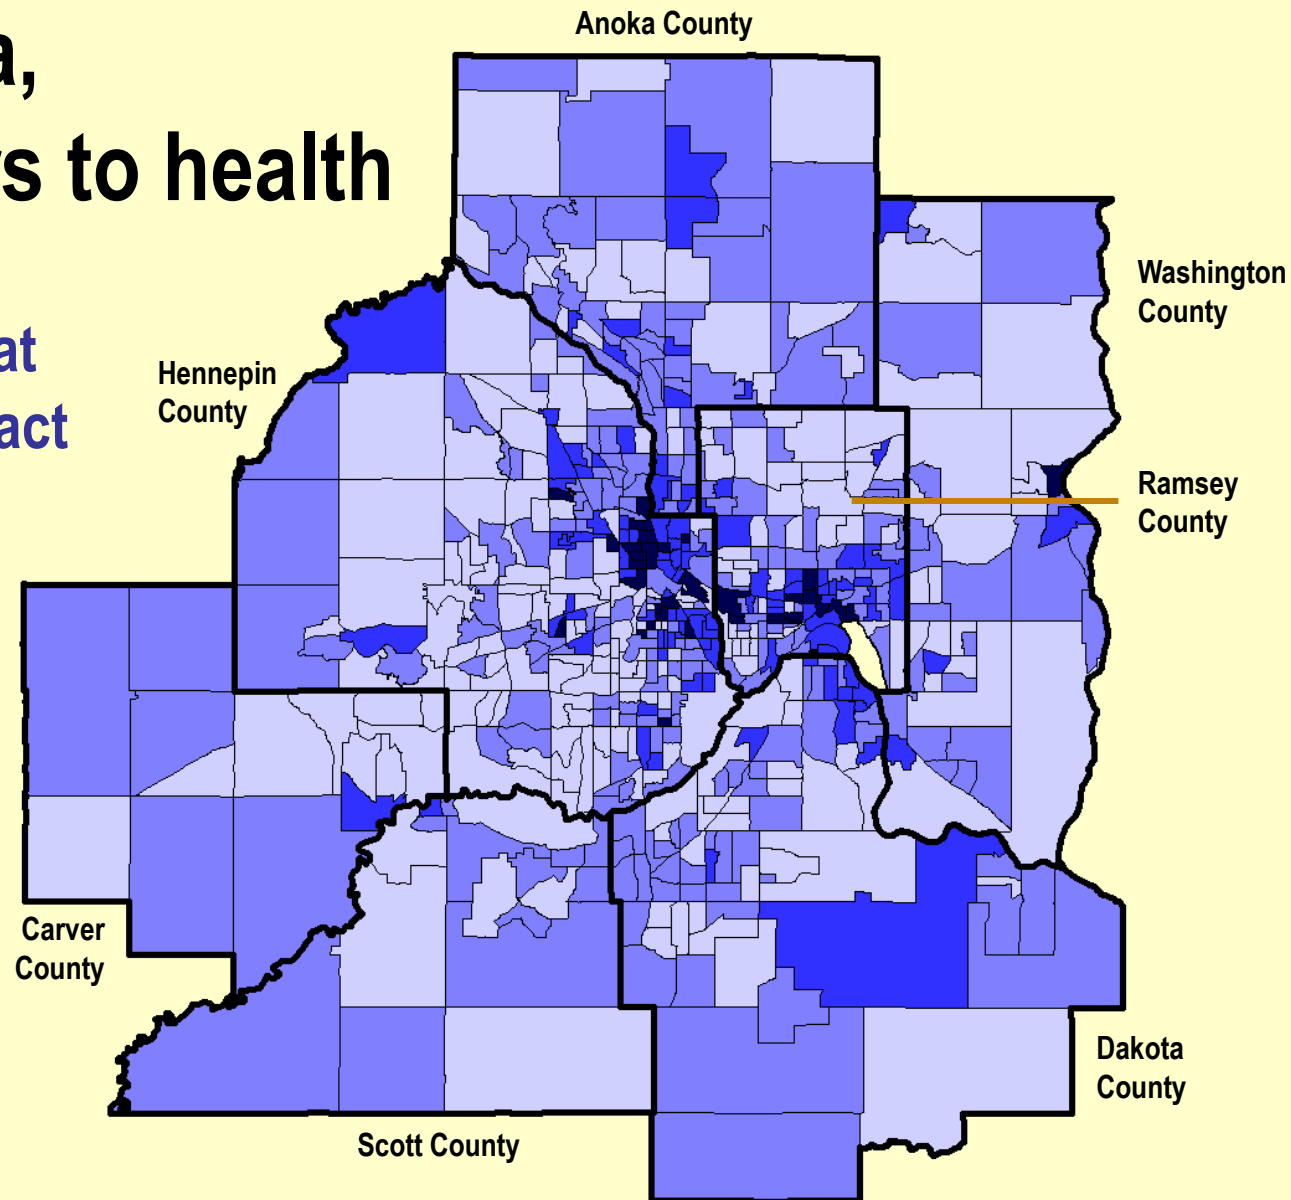 Anoka County
a,
s to health
Washington
County
at
Hennepin
County
act
Ramsey
County
Carver
County
Dakota
County
Scott County